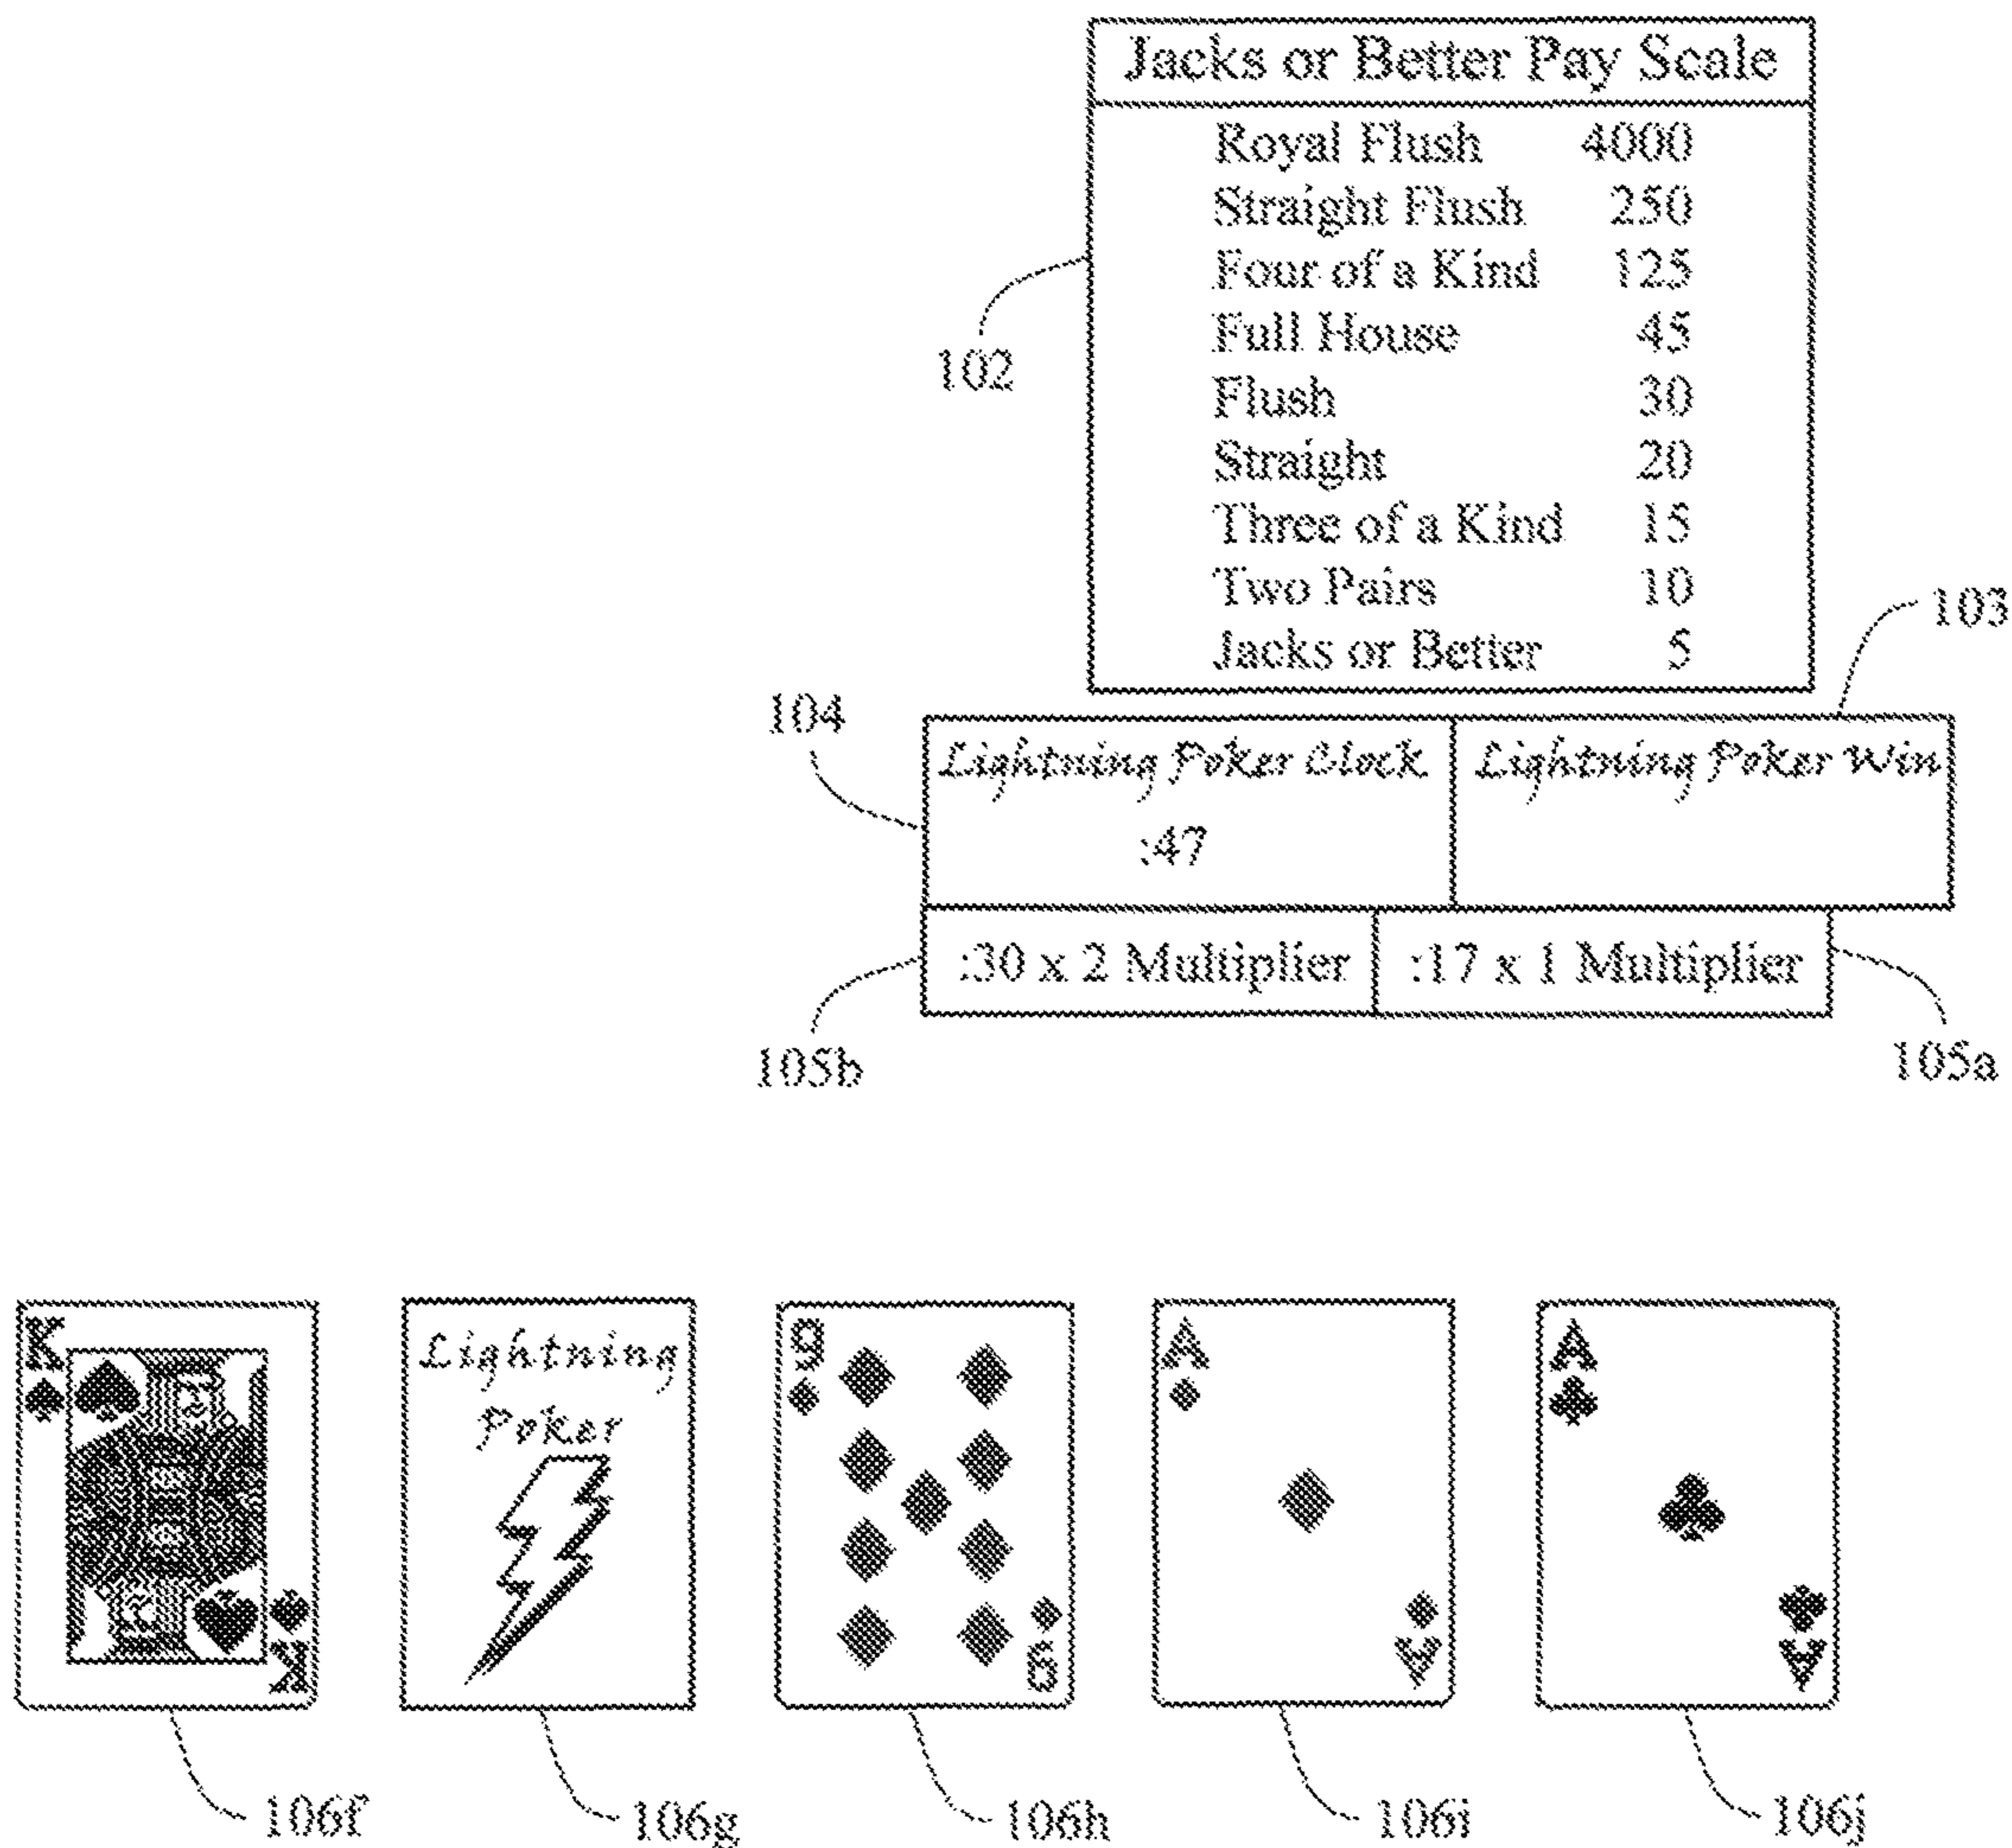 Jacks or Better Pay Scale
Royal Flush 4000
Straight Flush 250
Four of a Kind 125
Full House 45
Flush 30
Straight 20
Three of a Kind 15
Two Pairs 10
Jacks or Better 5
102
103
104
Lightning Poker Clock
:47
Lightning Poker Win
:30 x 2 Multiplier
:17 x 1 Multiplier
105b
105a
K
K
Lightning
Poker
9
9
A
A
A
A
106f
106g
106h
106i
106j